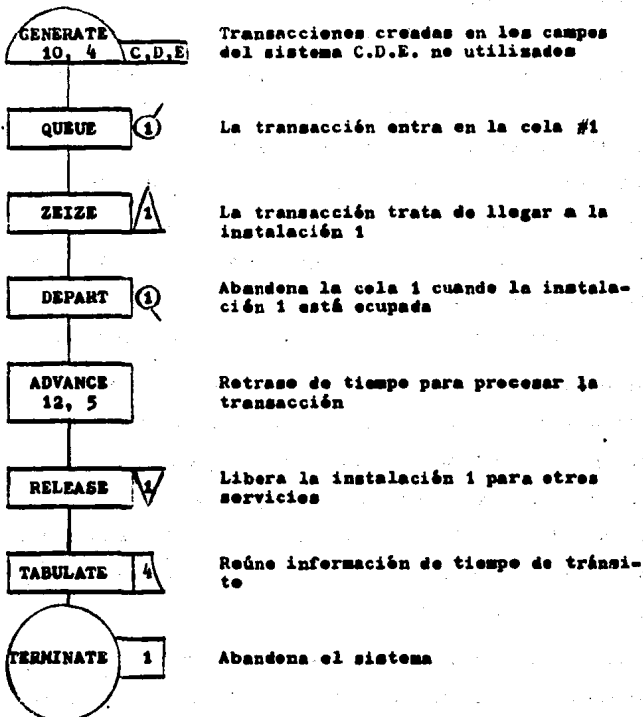 GENERATE
10, 4
C,D,E
Transacciones creadas en los campos
del sistema C.D.E. no utilizados
QUEUE
1
La transacción entra en la cola #1
ZEIZE
1
La transacción trata de llegar a la
instalación 1
DEPART
1
Abandona la cola 1 cuando la instala-
ción 1 está ocupada
ADVANCE
12, 5
Retraso de tiempo para procesar la
transacción
RELEASE
1
Libera la instalación 1 para otros
servicios
TABULATE
4
Reúne información de tiempo de tránsi-
to
TERMINATE
1
Abandona el sistema